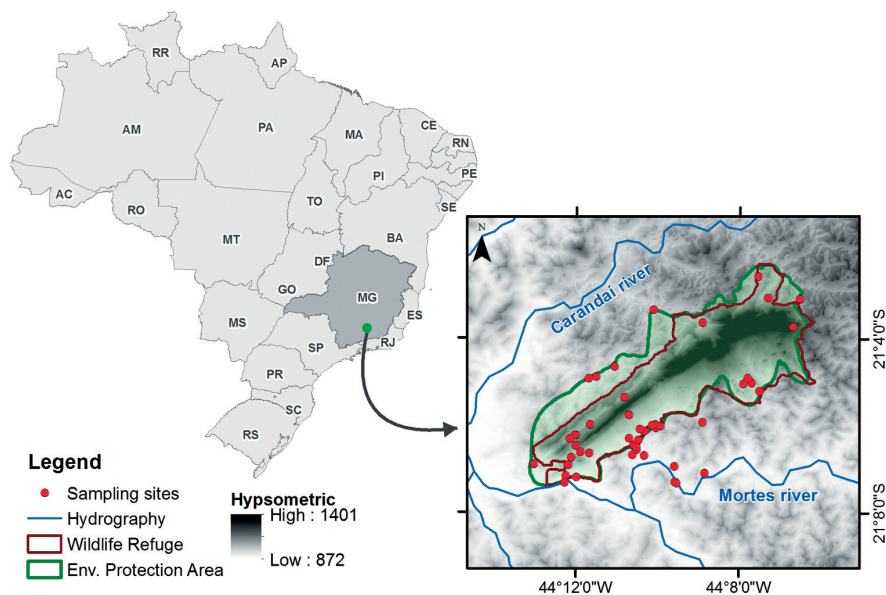 RR
AP
AM
PA
MA
CE
RN
PI
PE
AC
TO
SE
RO
BA
MT
DF
GO
MG
MS
ES
SP
RJ
PR
SC
RS
N
Carandaí river
Mortes river
21°4'0"S
21°8'0"S
44°12'0"W
44°8'0"W
Legend
Sampling sites
Hydrography
Wildlife Refuge
Env. Protection Area
Hypsometric
High : 1401
Low : 872